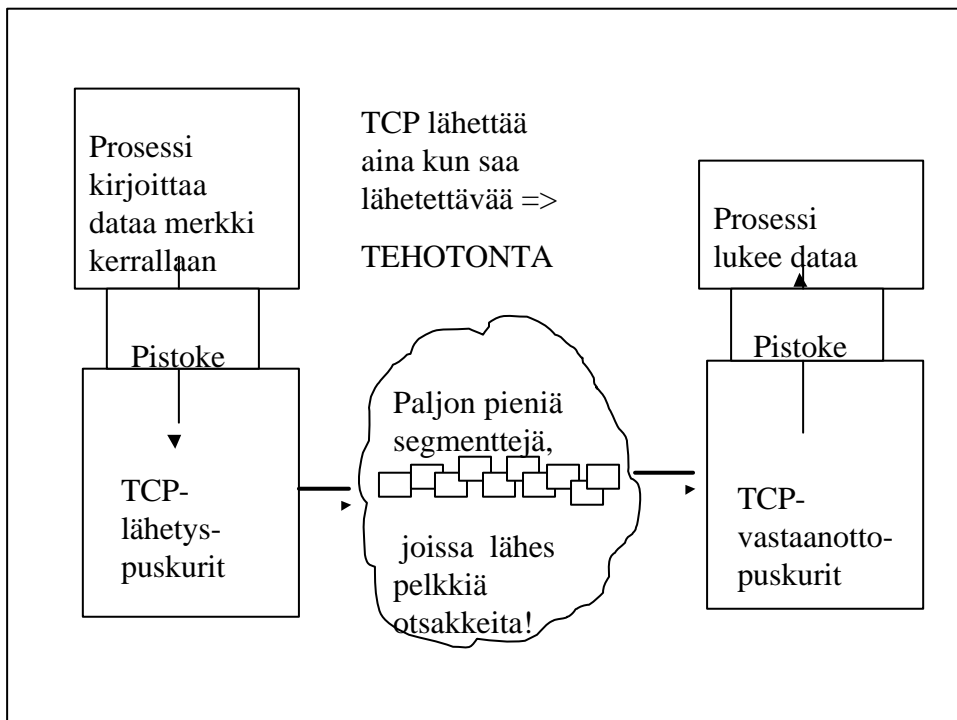 Prosessi
kirjoittaa
dataa merkki
kerrallaan
Pistoke
TCP-
lähetys-
puskurit
TCP lähettää
aina kun saa
lähetettävää =>
TEHOTONTA
Paljon pieniä
segmenttejä,
joissa lähes
pelkkiä
otsakkeita!
Prosessi
lukee dataa
Pistoke
TCP-
vastaanotto-
puskurit